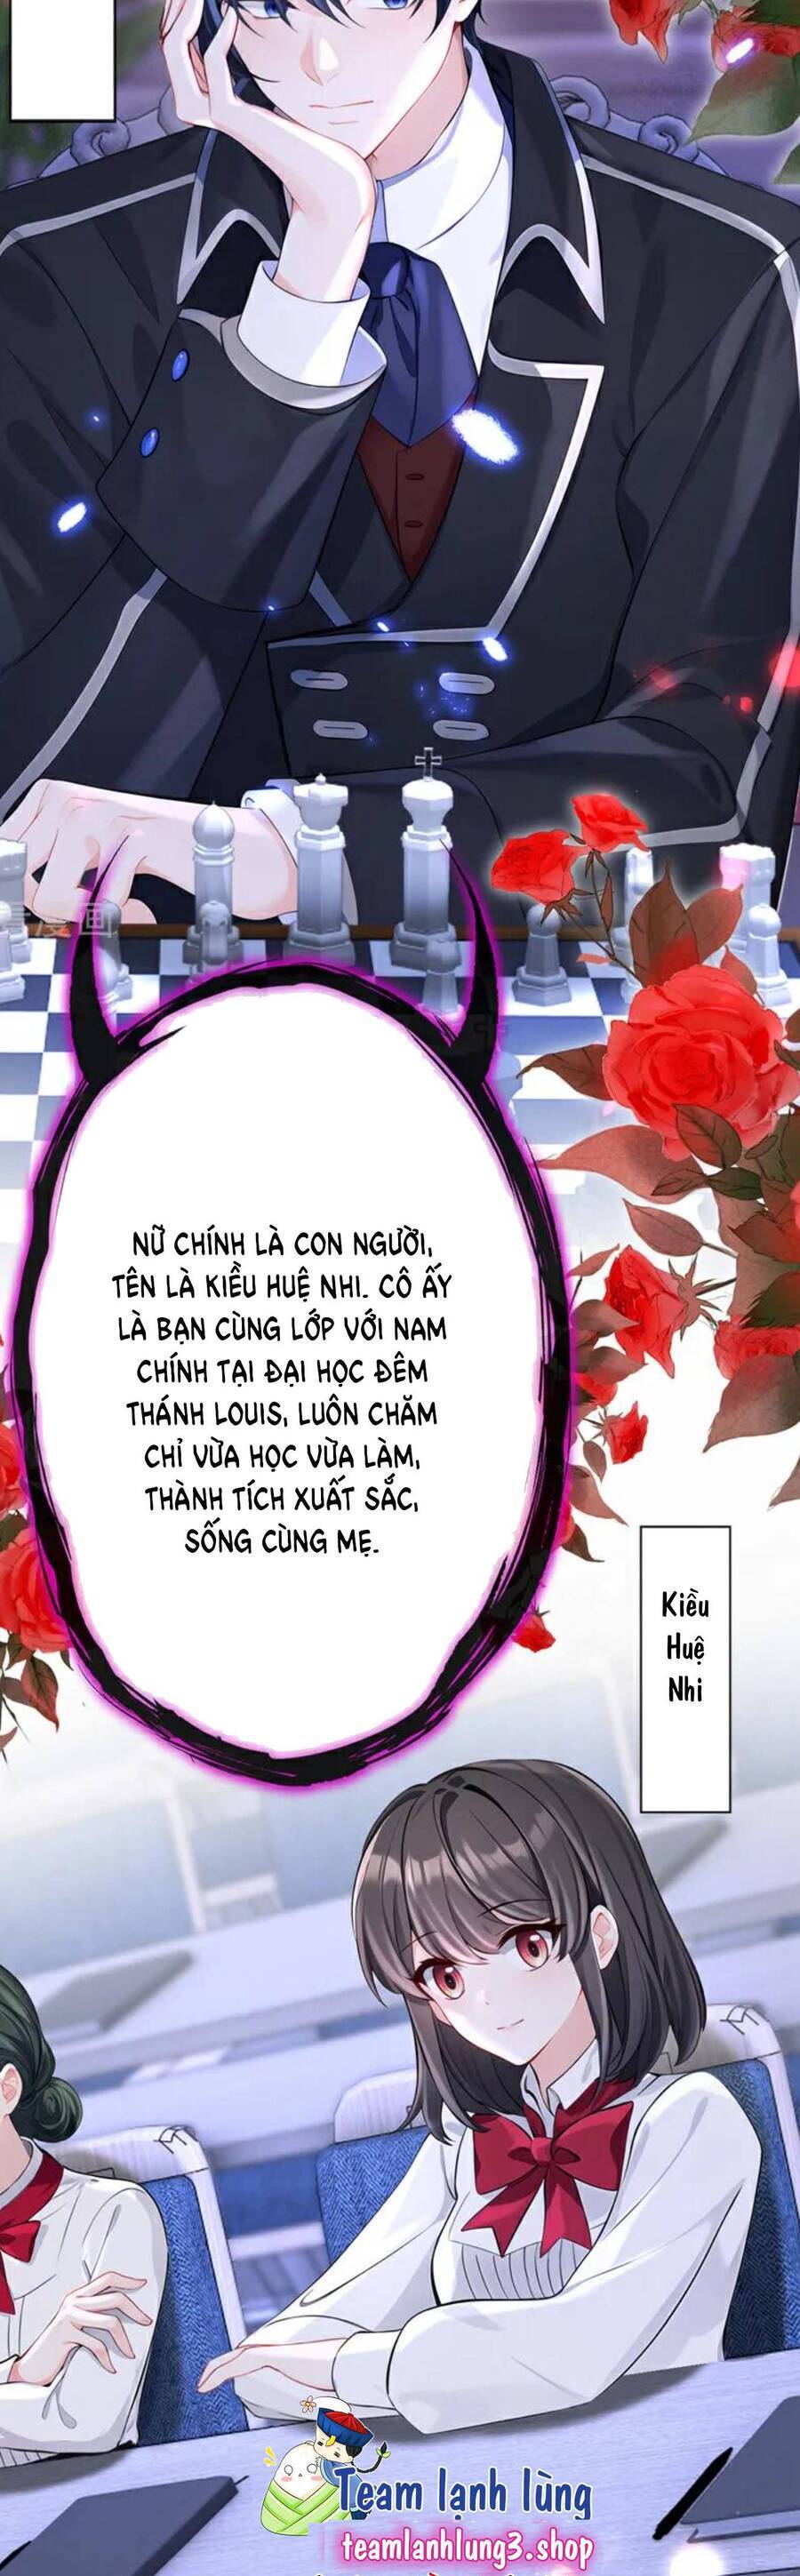 NỮ CHÍNH LÀ CON NGƯỜI,
TÊN LÀ KIỀU HUỆ NHI. CÔ ẤY
LÀ BẠN CÙNG LỚP VỚI NAM
CHÍNH TẠI ĐẠI HỌC ĐÊM
THÁNH LOUIS, LUÔN CHĂM
CHỈ VỪA HỌC VỪA LÀM,
THÀNH TÍCH XUẤT SẮC,
SỐNG CÙNG MẸ.
Kiều
Huệ
Nhi
Team lạnh lùng
teamlanhlung3.shop